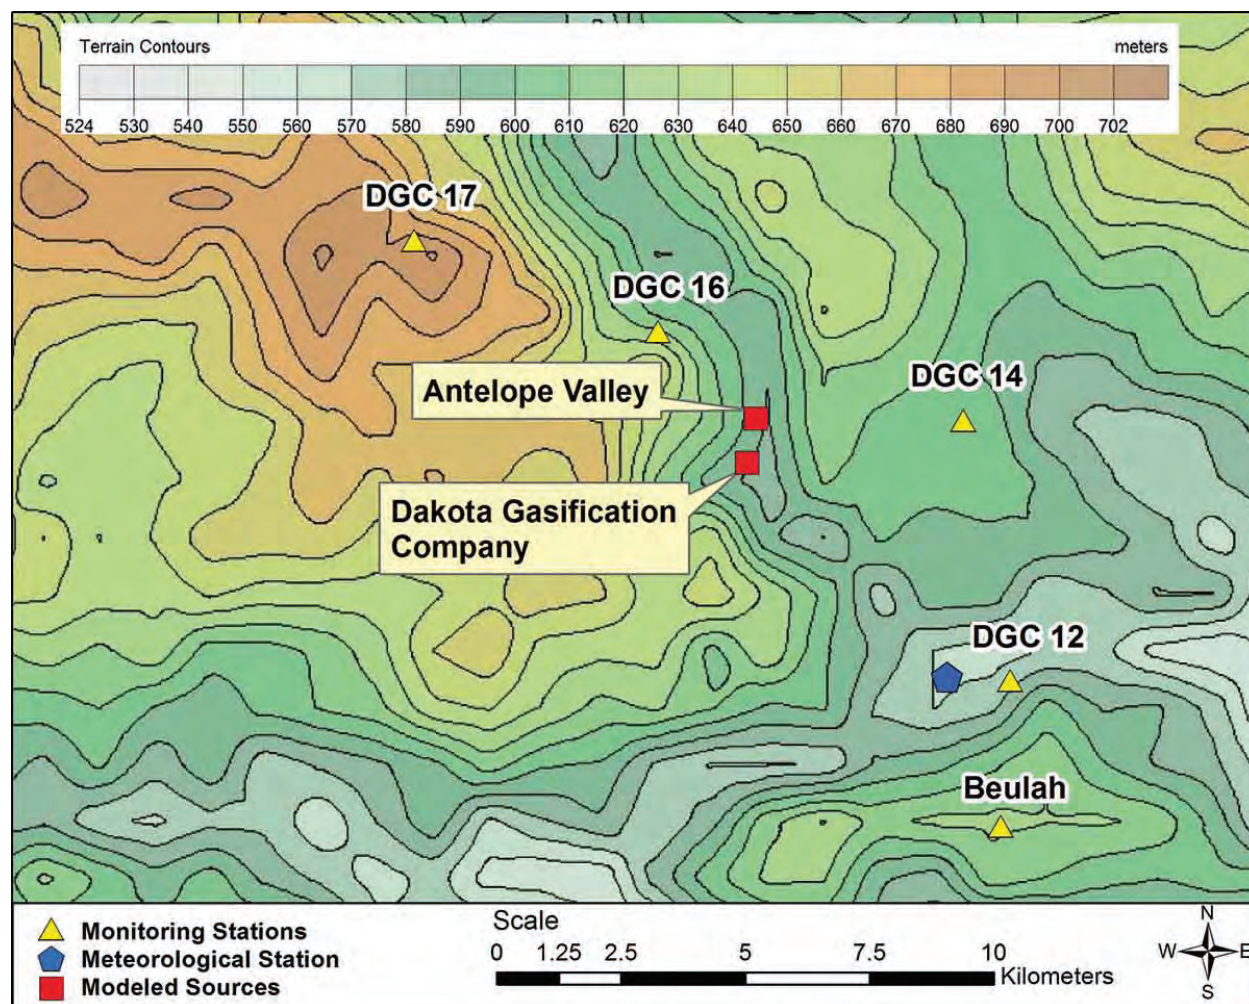 Terrain Contours meters
524 530 540 550 560 570 580 590 600 610 620 626 630 640 644 650 660 670 680 690 700 702
DGC 17
DGC 16
Antelope Valley
DGC 14
Dakota Gasification
Company
DGC 12
Beulah
Monitoring Stations
Meteorological Station
Modeled Sources
Scale
0 1.25 2.5 5 7.5 10
Kilometers
N
W E
S